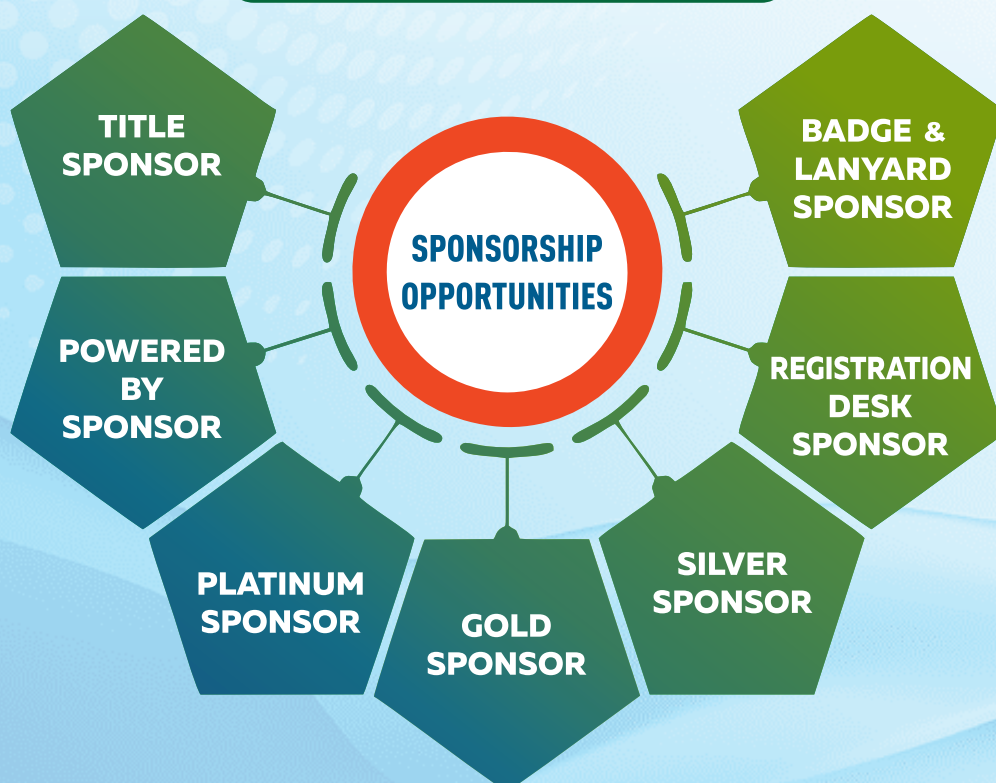 TITLE
SPONSOR
BADGE &
LANYARD
SPONSOR
SPONSORSHIP
OPPORTUNITIES
POWERED
BY
SPONSOR
REGISTRATION
DESK
SPONSOR
PLATINUM
SPONSOR
GOLD
SPONSOR
SILVER
SPONSOR